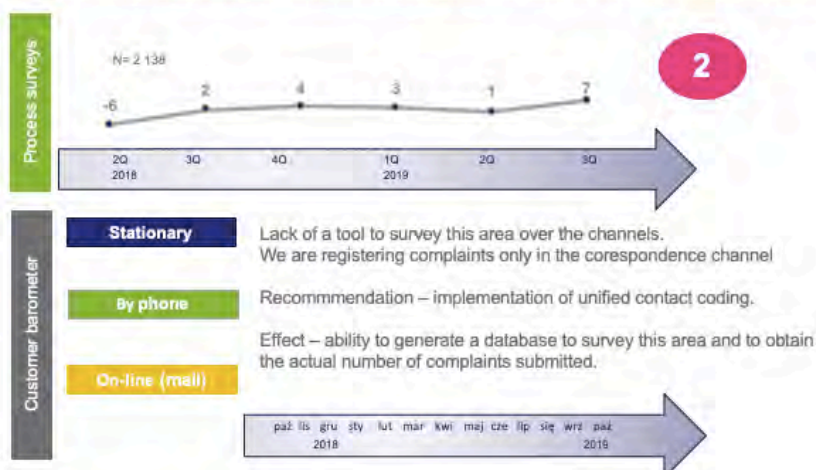 Process surveys
N= 2 138
2
-6 2 4 3 1 7
2Q 3Q 4Q 1Q 2Q 3Q
2018 2019
Customer barometer
Stationary
Lack of a tool to survey this area over the channels.
We are registering complaints only in the corespondence channel
By phone
Recommmendation – implementation of unified contact coding.
Effect – ability to generate a database to survey this area and to obtain
the actual number of complaints submitted.
On-line (mail)
paź lis gru sty lut mar kwi maj cze lip się wrz paź
2018 2019